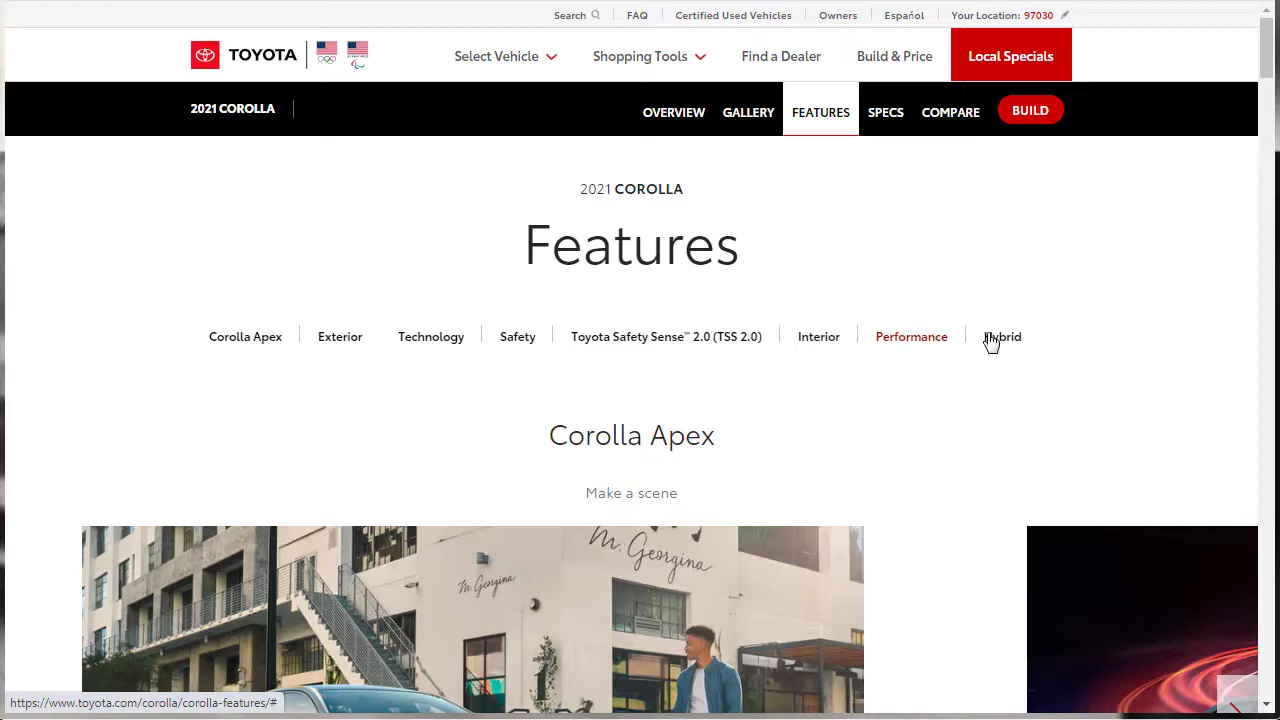 Search
FAQ
Certified Used Vehicles
Owners
Español
Your Location: 97030
TOYOTA
Select Vehicle
Shopping Tools
Find a Dealer
Build & Price
Local Specials
2021 COROLLA
OVERVIEW
GALLERY
FEATURES
SPECS
COMPARE
BUILD
2021 COROLLA
Features
Corolla Apex
Exterior
Technology
Safety
Toyota Safety Sense™ 2.0 (TSS 2.0)
Interior
Performance
Hybrid
Corolla Apex
Make a scene
M. Georgina
M. Georgina
https://www.toyota.com/corolla/corolla-features/#